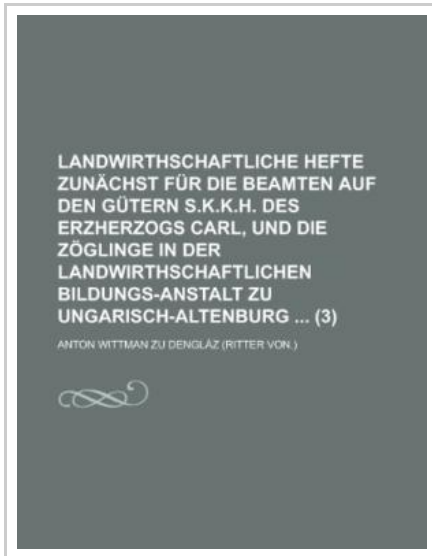 LANDWIRTHSCHAFTLICHE HEFTE
ZUNÄCHST FÜR DIE BEAMTEN AUF
DEN GÜTERN S.K.K.H. DES
ERZHERZOGS CARL, UND DIE
ZÖGLINGE IN DER
LANDWIRTHSCHAFTLICHEN
BILDUNGS-ANSTALT ZU
UNGARISCH-ALTENBURG ... (3)
ANTON WITTMAN ZU DENGLÁZ (RITTER VON.)